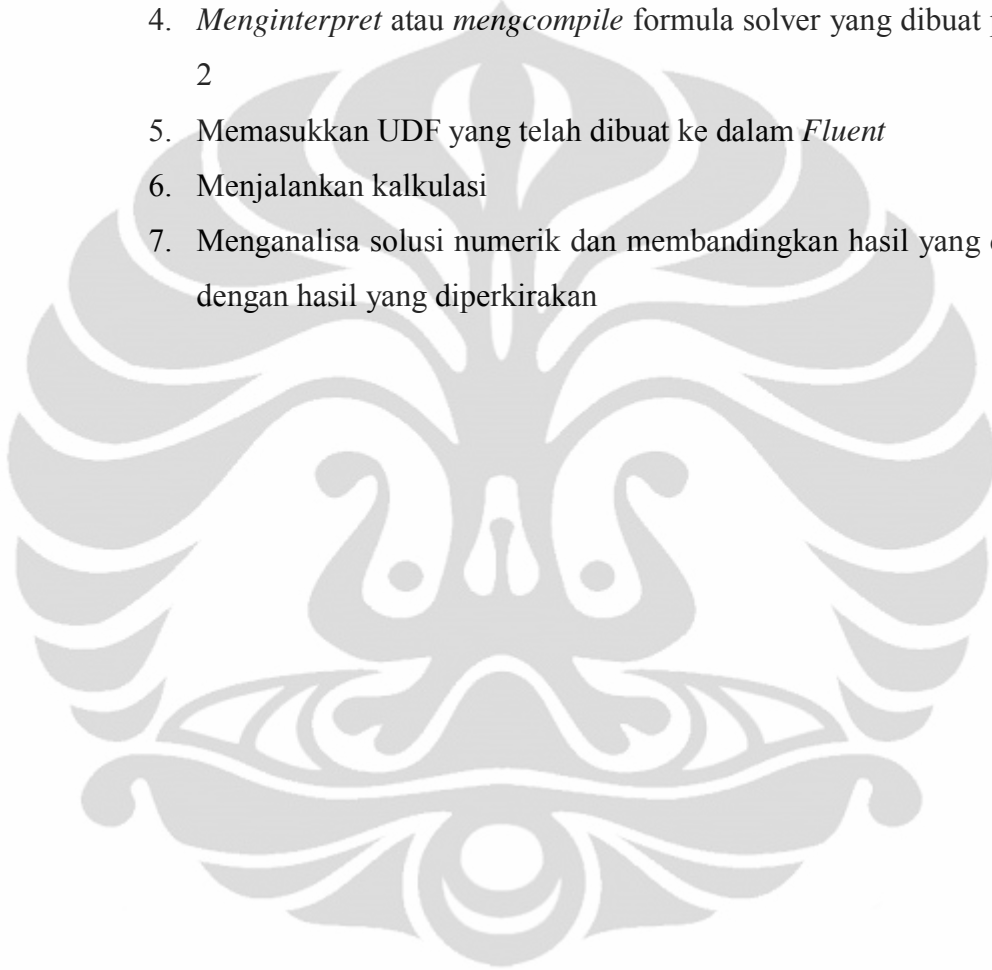 4. Menginterpret atau mengcompile formula solver yang dibuat
2
5. Memasukkan UDF yang telah dibuat ke dalam Fluent
6. Menjalankan kalkulasi
7. Menganalisa solusi numerik dan membandingkan hasil yang
dengan hasil yang diperkirakan